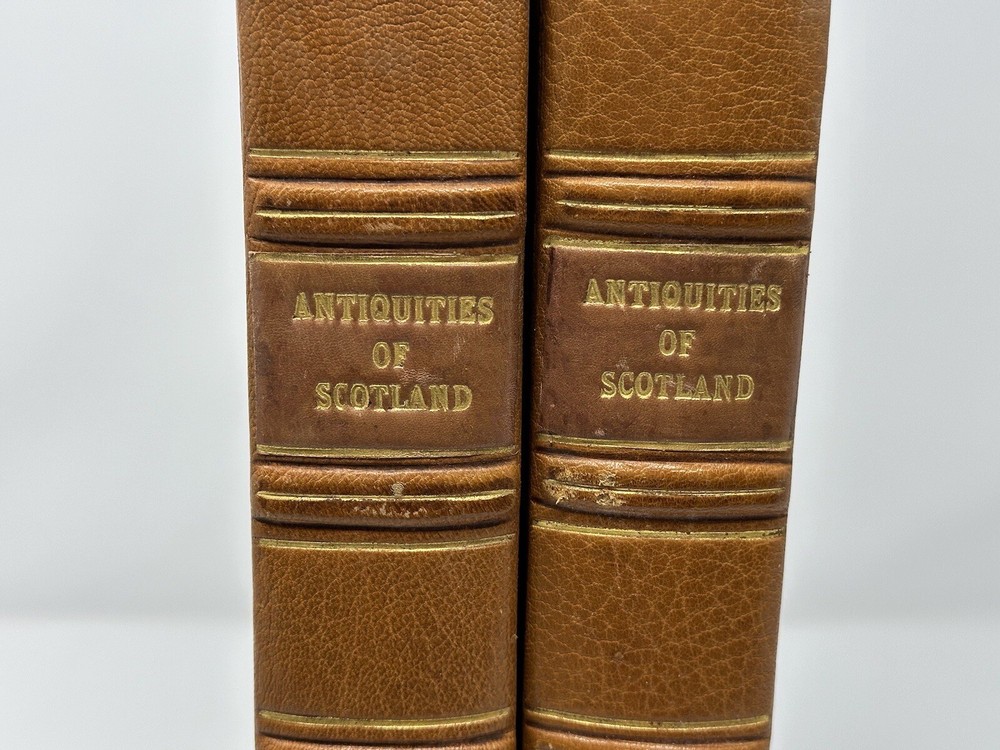 ANTIQUITIES
OF
SCOTLAND
ANTIQUITIES
OF
SCOTLAND